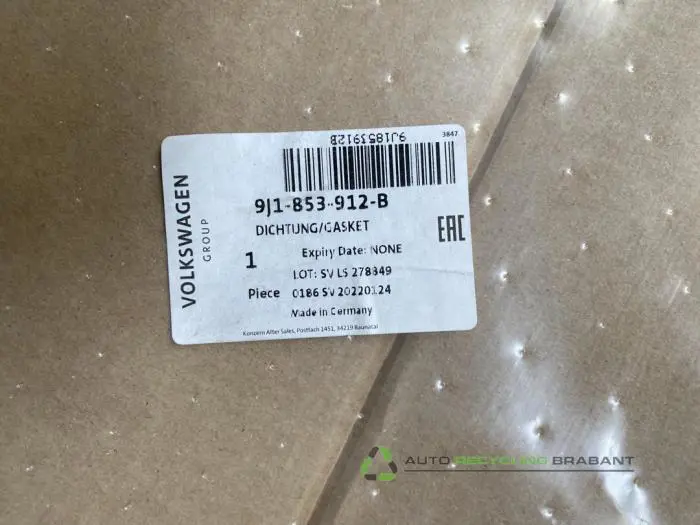 9J1853912B
3847
9J1-853-912-B
DICHTUNG/GASKET
EAC
VOLKSWAGEN
GROUP
1
Piece
Expiry Date: NONE
LOT: SV LS 278349
0186 SV 20220124
Made in Germany
Konzern After Sales, Postfach 1451, 34219 Baunatal
AUTO RECYCLING BRABANT